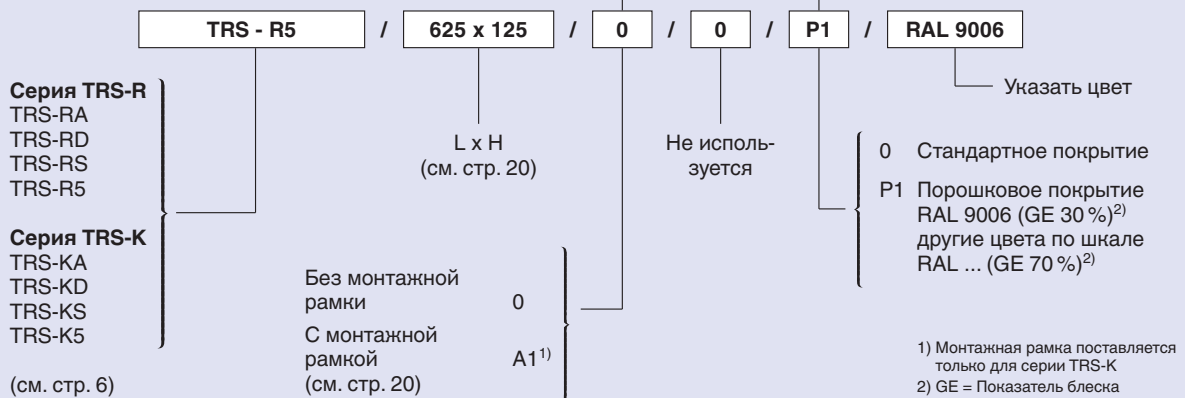 TRS - R5 / 625 x 125 / 0 / 0 / P1 / RAL 9006
Серия TRS-R
TRS-RA
TRS-RD
TRS-RS
TRS-R5
Серия TRS-K
TRS-KA
TRS-KD
TRS-KS
TRS-K5
(см. стр. 6)
L x H
(см. стр. 20)
Без монтажной
рамки 0
С монтажной
рамкой A1¹⁾
(см. стр. 20)
Не исполь-
зуется
Указать цвет
0 Стандартное покрытие
P1 Порошковое покрытие
RAL 9006 (GE 30 %)²⁾
другие цвета по шкале
RAL ... (GE 70 %)²⁾
1) Монтажная рамка поставляется
только для серии TRS-K
2) GE = Показатель блеска